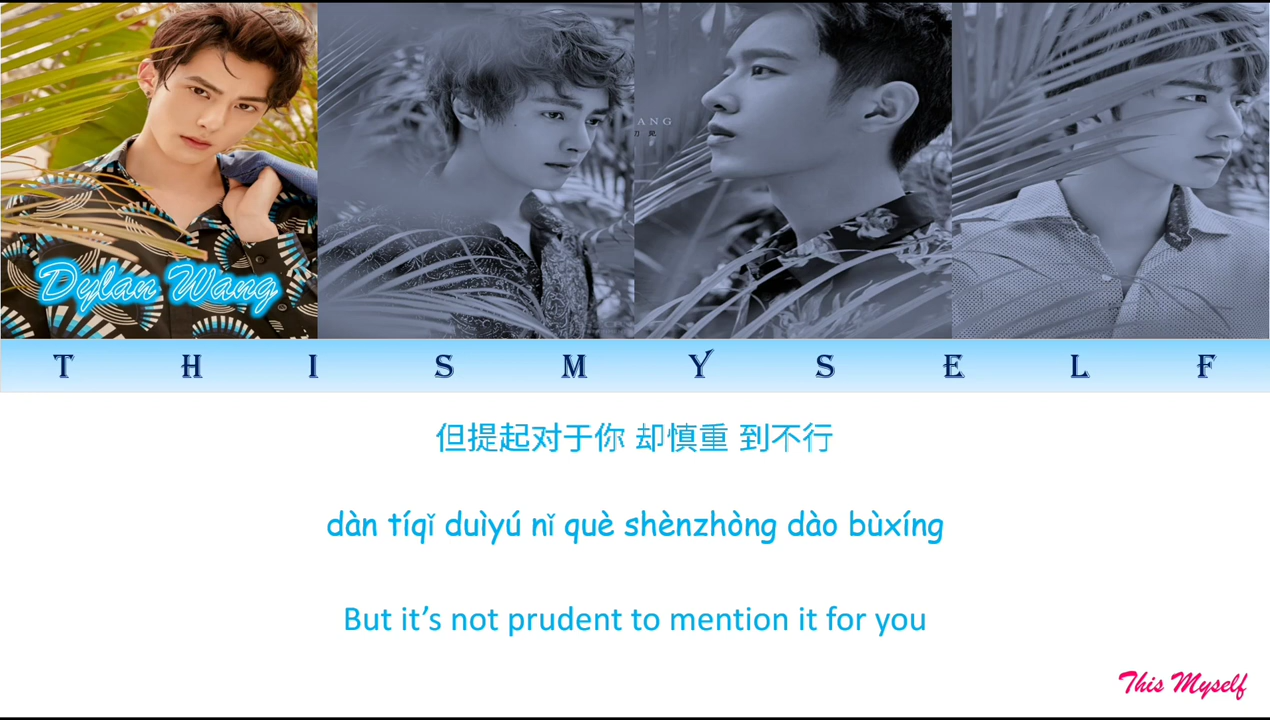 ANG
Dylan Wang
T H I S M Y S E L F
但提起对于你 却慎重 到不行
dàn tíqǐ duìyú nǐ què shènzhòng dào bùxíng
But it’s not prudent to mention it for you
This Myself